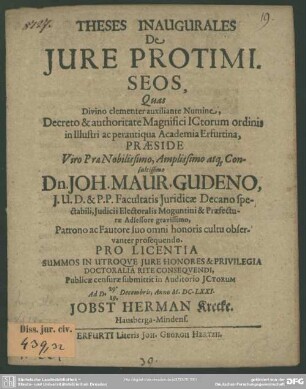 19.
THESES INAUGURALES
De
JURE PROTIMI.
SEOS,
Quas
Divino clementer auxiliante Numine,
Decreto & authoritate Magnifici ICtorum ordinis
in Illustri ac perantiqua Academia Erfurtina,
PRÆSIDE
Viro PræNobilissimo, Amplissimo atq, Con-
sultissimo
Dn. JOH. MAUR. GUDENO,
J. U. D. & P. P. Facultatis Juridicæ Decano spe-
ctabili, Judicii Electoralis Moguntini & Præfectu-
ræ Adsessore gravissimo,
Patrono ac Fautore suo omni honoris cultu obser-
vanter prosequendo.
PRO LICENTIA
SUMMOS IN UTROQVE JURE HONORES & PRIVILEGIA
DOCTORALIA RITE CONSEQVENDI,
Publicæ censuræ submittit in Auditorio JCTORUM
Ad D. Decembris, Anno M. DC. LXXI.
JOBST HERMAN Krecke.
Hausberga-Mindens.
ERFURTI Literis Joh. Georgii Hertzii.
Diss. jur. civ.
439,32